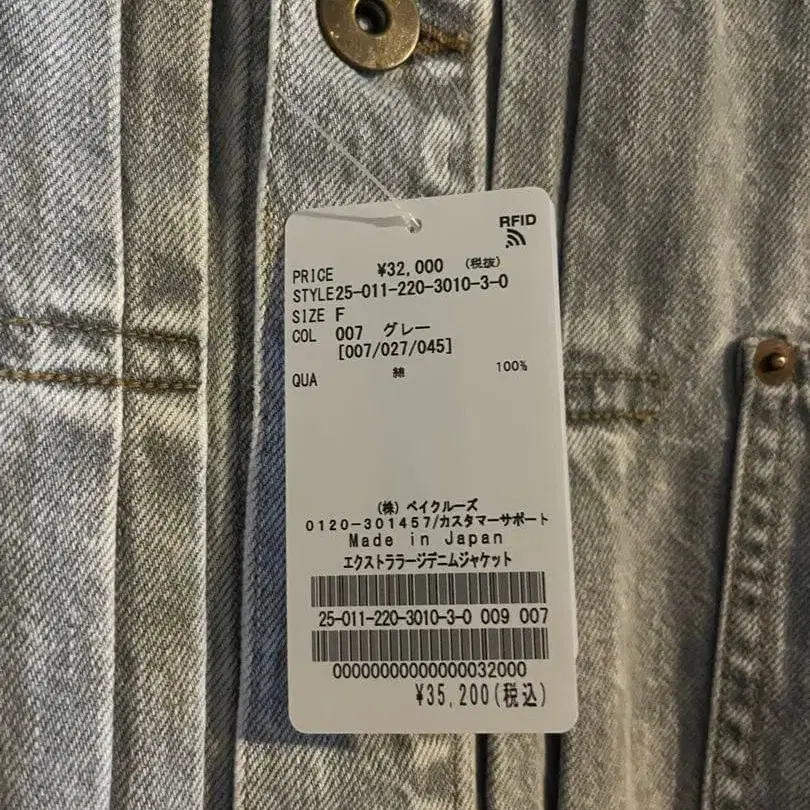 RFID
PRICE ¥32,000 (税抜)
STYLE25-011-220-3010-3-0
SIZE F
COL 007 グレー
[007/027/045]
QUA 綿 100%
(株) ベイクルーズ
0120-301457/カスタマーサポート
Made in Japan
エクストララージデニムジャケット
25-011-220-3010-3-0 009 007
00000000000000032000
¥35,200(税込)